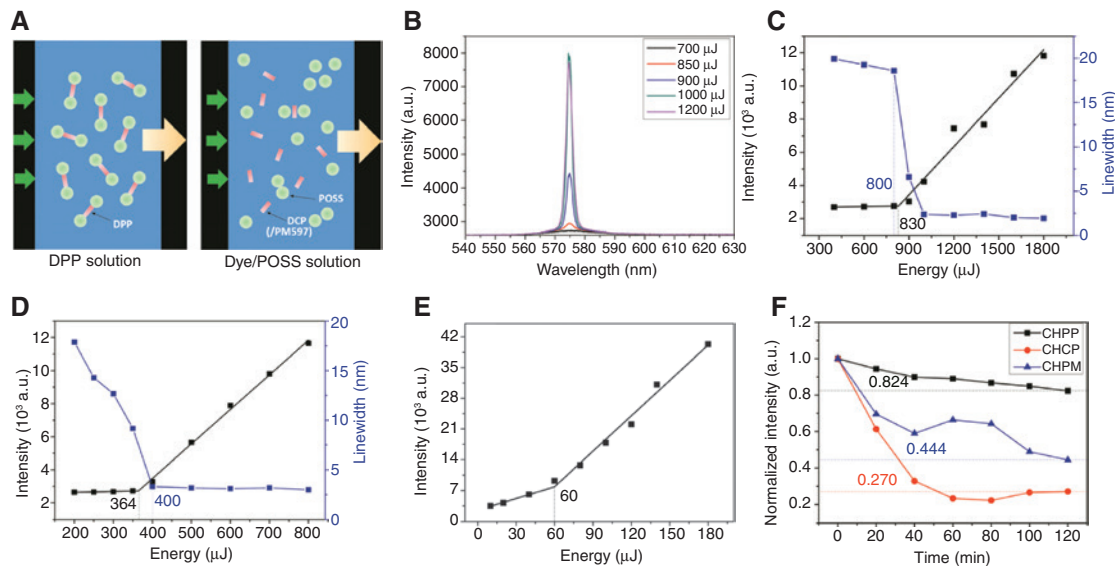 A
DPP
DPP solution
POSS
DCP
(/PM597)
Dye/POSS solution
B
Intensity (a.u.)
8000
7000
6000
5000
4000
3000
700 μJ
850 μJ
900 μJ
1000 μJ
1200 μJ
540 560 580 600 620 630
Wavelength (nm)
C
Intensity (10³ a.u.)
12
10
8
6
4
2
800
830
20
15
10
5
0
Linewidth (nm)
300 600 900 1200 1500 1800
Energy (μJ)
D
Intensity (10³ a.u.)
12
10
8
6
4
2
0
364
400
20
15
10
5
0
Linewidth (nm)
200 300 400 500 600 700 800
Energy (μJ)
E
Intensity (10³ a.u.)
42
35
28
21
14
7
0
60
0 30 60 90 120 150 180
Energy (μJ)
F
Normalized intensity (a.u.)
1.2
1.0
0.8
0.6
0.4
0.2
CHPP
CHCP
CHPM
0.824
0.444
0.270
0 20 40 60 80 100 120
Time (min)